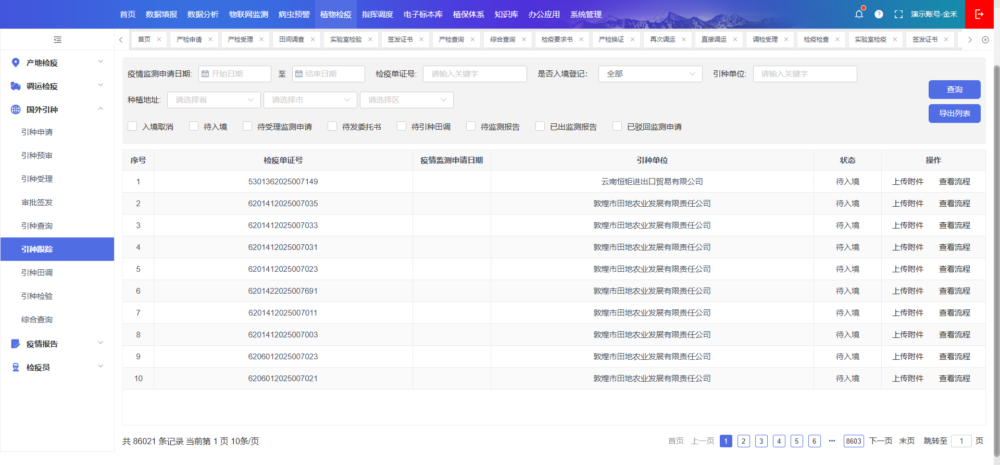 首页 数据填报 数据分析 物联网监测 病虫预警 植物检疫 指挥调度 电子标本库 植保体系 知识库 办公应用 系统管理 演示账号-金禾
首页 产检申请 产检受理 田间调查 实验室检验 签发证书 产检查询 综合查询 检疫要求书 产检换证 再次调运 直接调运 调检受理 检疫检查 实验室检疫 签发证书
产地检疫
调运检疫
国外引种
引种申请
引种预审
引种受理
审批签发
引种查询
引种跟踪
引种田调
引种检验
综合查询
疫情报告
检疫员
疫情监测申请日期: 开始日期 至 结束日期 检疫单证号: 请输入关键字 是否入境登记: 全部 引种单位: 请输入关键字
种植地址: 请选择省 请选择市 请选择区
查询
导出列表
入境取消 待入境 待受理监测申请 待发委托书 待引种田调 待监测报告 已出监测报告 已驳回监测申请
序号 检疫单证号 疫情监测申请日期 引种单位 状态 操作
1 5301362025007149 云南恒钜进出口贸易有限公司 待入境 上传附件 查看流程
2 6201412025007035 敦煌市田地农业发展有限责任公司 待入境 上传附件 查看流程
3 6201412025007033 敦煌市田地农业发展有限责任公司 待入境 上传附件 查看流程
4 6201412025007031 敦煌市田地农业发展有限责任公司 待入境 上传附件 查看流程
5 6201412025007023 敦煌市田地农业发展有限责任公司 待入境 上传附件 查看流程
6 6201422025007691 敦煌市田地农业发展有限责任公司 待入境 上传附件 查看流程
7 6201412025007011 敦煌市田地农业发展有限责任公司 待入境 上传附件 查看流程
8 6201412025007003 敦煌市田地农业发展有限责任公司 待入境 上传附件 查看流程
9 6206012025007023 敦煌市田地农业发展有限责任公司 待入境 上传附件 查看流程
10 6206012025007021 敦煌市田地农业发展有限责任公司 待入境 上传附件 查看流程
共 86021 条记录 当前第 1 页 10条/页 首页 上一页 1 2 3 4 5 6 ••• 8603 下一页 末页 跳转至 1 页